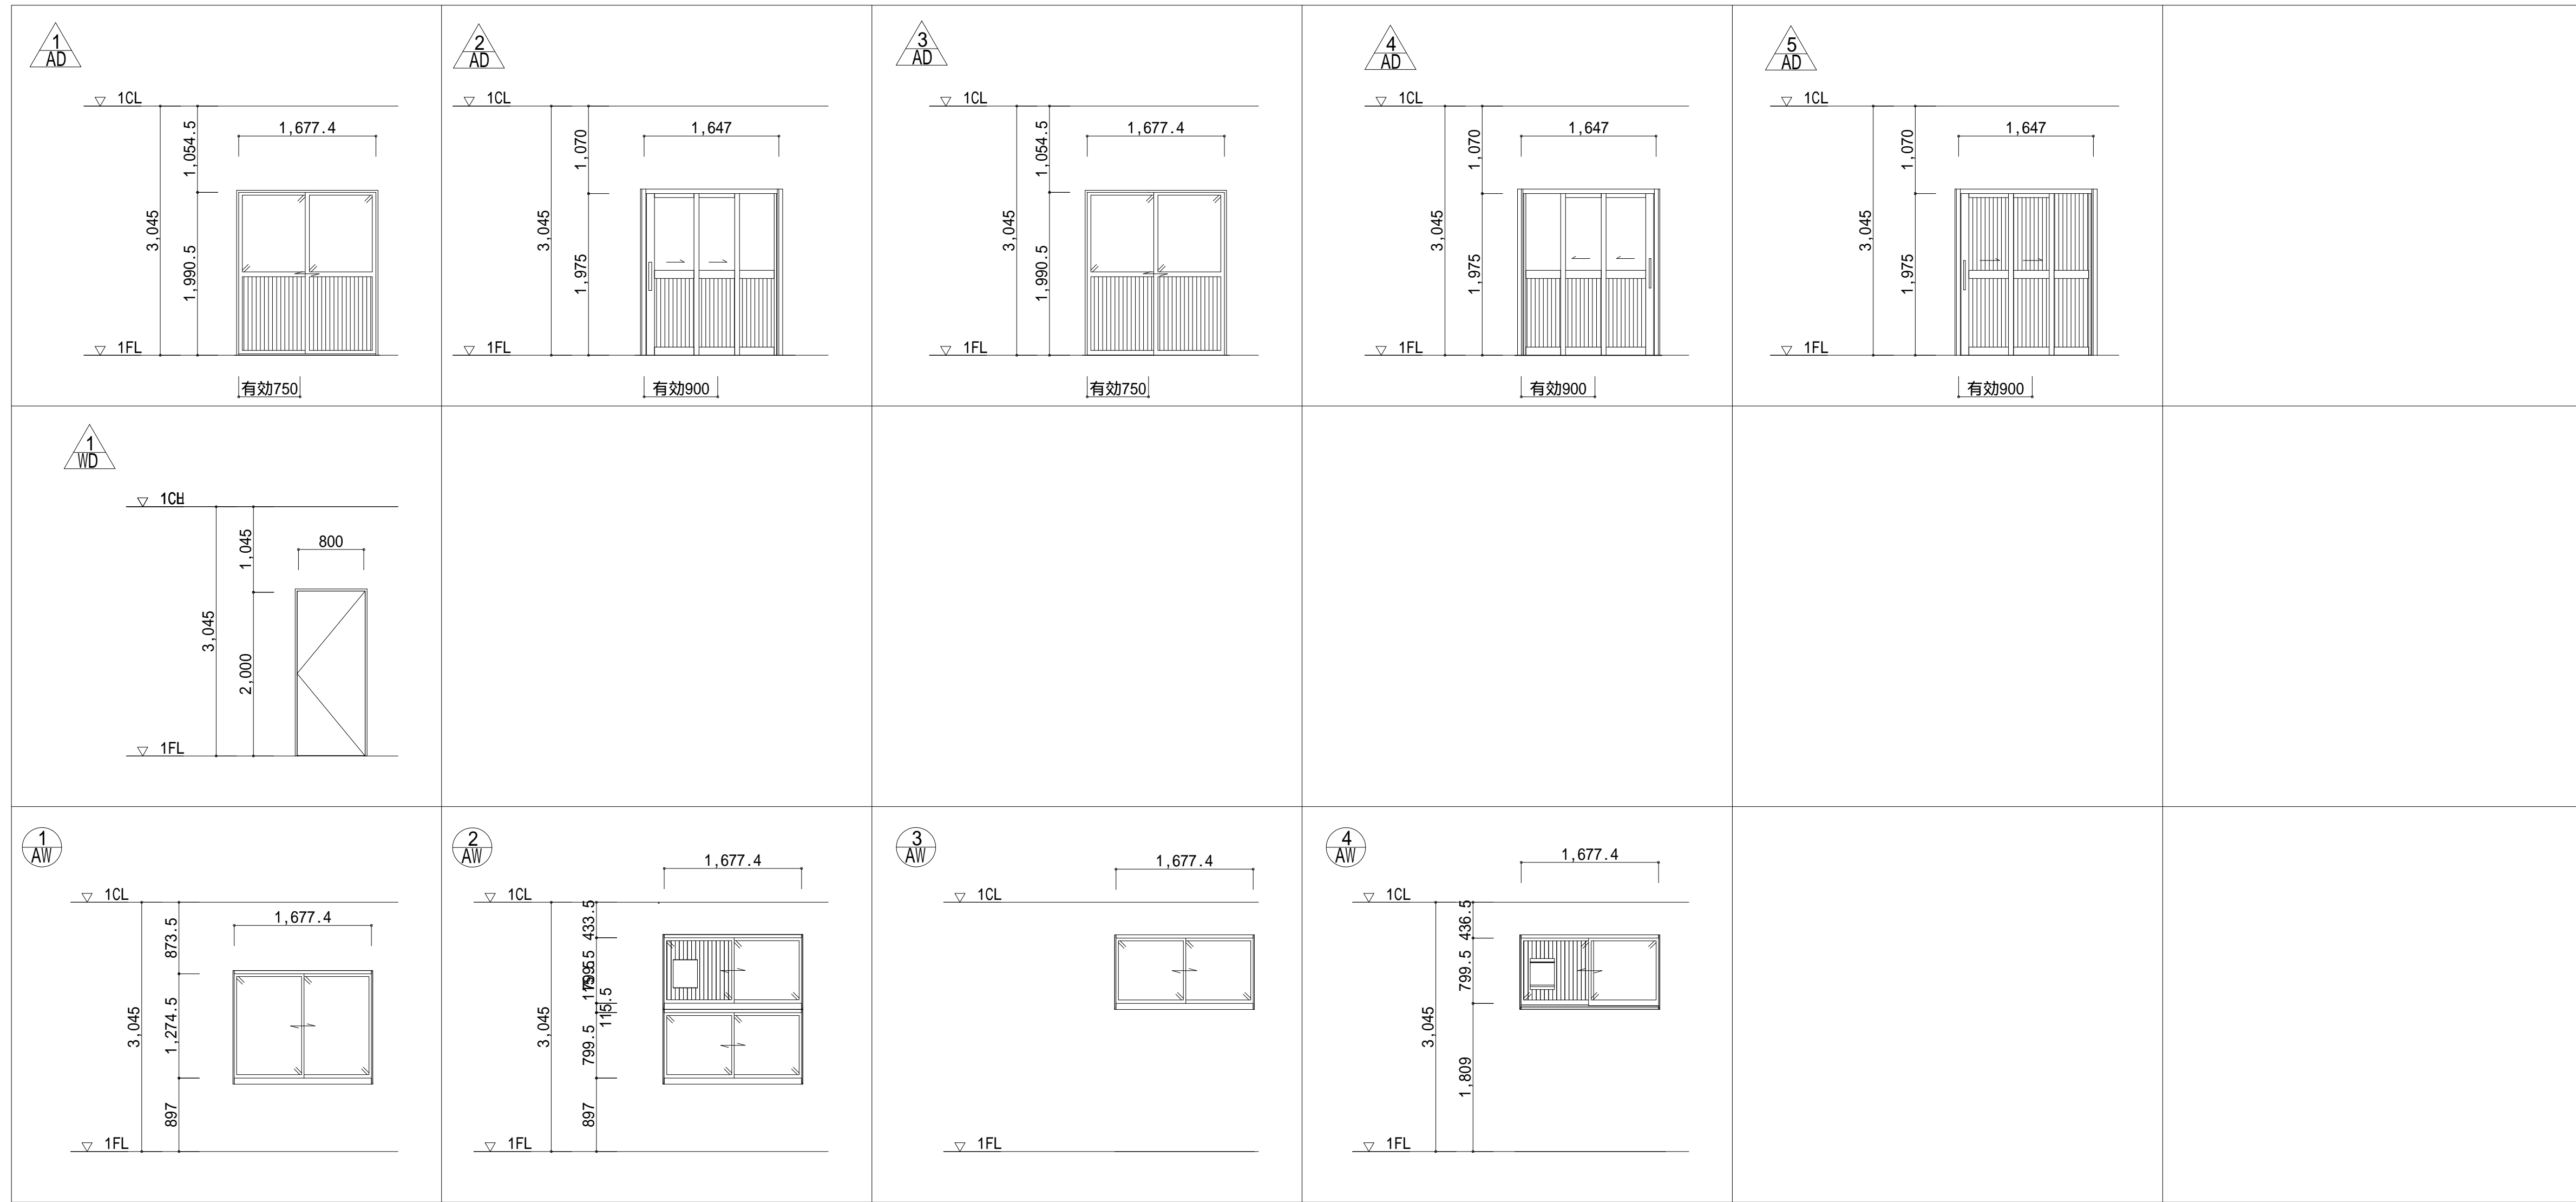 1
AD
1CL
1,677.4
1,054.5
3,045
1,990.5
1FL
有効750
2
AD
1CL
1,647
1,070
3,045
1,975
1FL
有効900
3
AD
1CL
1,677.4
1,054.5
3,045
1,990.5
1FL
有効750
4
AD
1CL
1,647
1,070
3,045
1,975
1FL
有効900
5
AD
1CL
1,647
1,070
3,045
1,975
1FL
有効900
1
WD
800
1,045
3,045
2,000
1FL
1
AW
1CL
1,677.4
873.5
3,045
1,274.5
897
1FL
2
AW
1,677.4
1CL
433.5
115.5
3,045
799.5
897
1FL
3
AW
1,677.4
1CL
1FL
4
AW
1,677.4
1CL
436.5
799.5
3,045
1,809
1FL